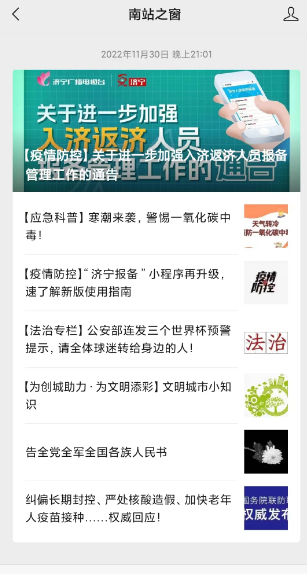 南站之窗
2022年11月30日 晚上21:01
济宁广播电视台 济宁
关于进一步加强
入济返济人员
【疫情防控】关于进一步加强入济返济人员报备
管理工作的通告
【应急科普】寒潮来袭，警惕一氧化碳中
毒！
天气转冷
防一氧化碳中毒
【疫情防控】“济宁报备”小程序再升级，
速了解新版使用指南
疫情
防控
【法治专栏】公安部连发三个世界杯预警
提示，请全体球迷转给身边的人！
法治
【为创城助力·为文明添彩】文明城市小知
识
告全党全军全国各族人民书
纠偏长期封控、严处核酸造假、加快老年
人疫苗接种……权威回应！
国务院联防
权威发布